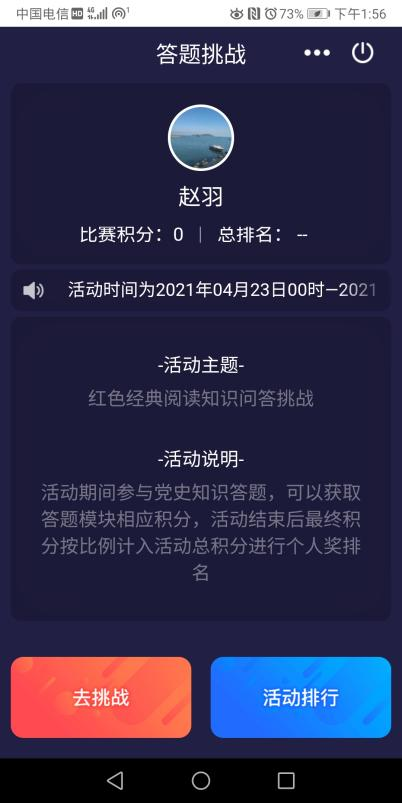 中国电信 HD 4G 1 73% 下午1:56
答题挑战
赵羽
比赛积分：0 | 总排名： --
活动时间为2021年04月23日00时—2021
-活动主题-
红色经典阅读知识问答挑战
-活动说明-
活动期间参与党史知识答题，可以获取
答题模块相应积分，活动结束后最终积
分按比例计入活动总积分进行个人奖排
名
去挑战
活动排行